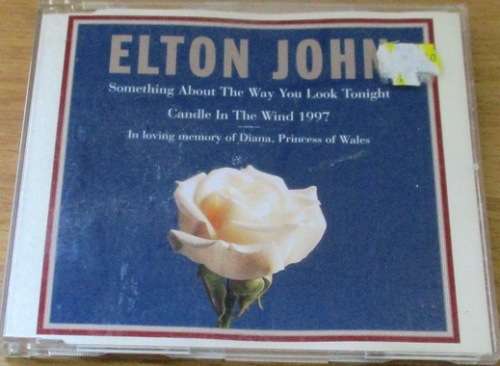 ELTON JOHN
Something About The Way You Look Tonight
Candle In The Wind 1997
In loving memory of Diana, Princess of Wales